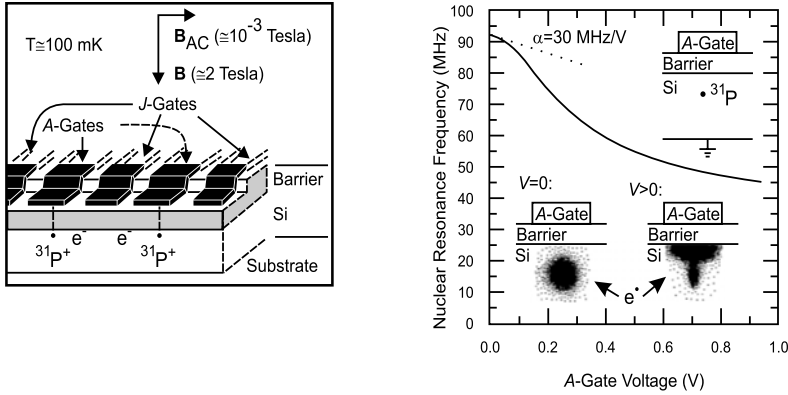 T≅100 mK
B_AC (≅10^-3 Tesla)
B (≅2 Tesla)
J-Gates
A-Gates
Barrier
Si
e⁻ e⁻
³¹P⁺ ³¹P⁺
Substrate
Nuclear Resonance Frequency (MHz)
100
90
80
70
60
50
40
30
20
10
0
α=30 MHz/V
A-Gate
Barrier
Si
³¹P
V=0:
A-Gate
Barrier
Si
V>0:
A-Gate
Barrier
Si
e⁻
0.0 0.2 0.4 0.6 0.8 1.0
A-Gate Voltage (V)